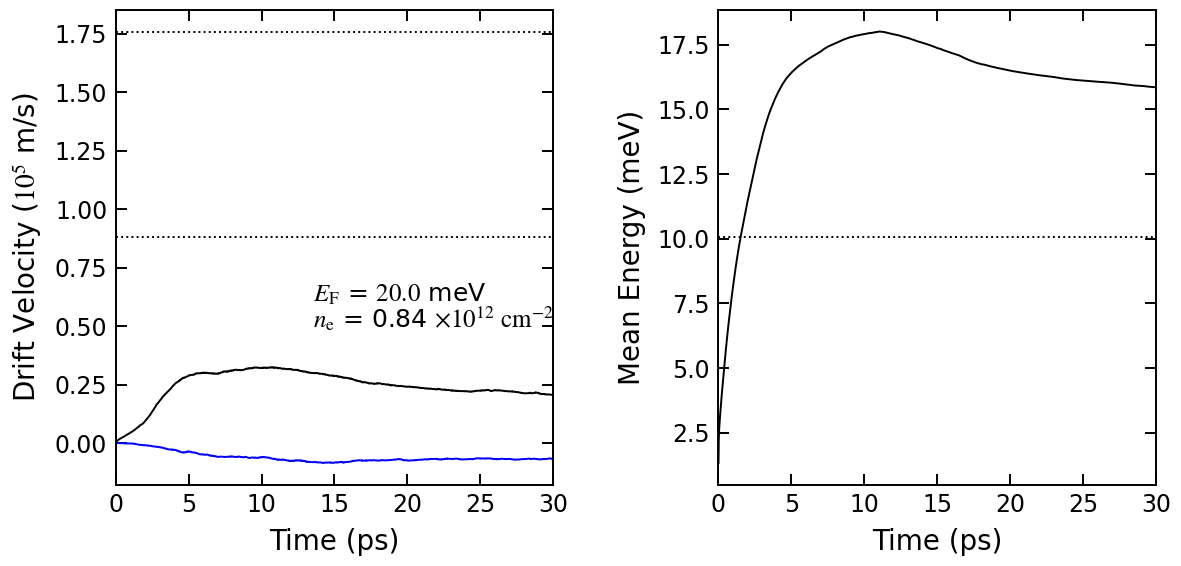 Drift Velocity (10⁵ m/s)
1.75
1.50
1.25
1.00
0.75
0.50
0.25
0.00
E_F = 20.0 meV
n_e = 0.84 ×10¹² cm⁻²
0 5 10 15 20 25 30
Time (ps)
Mean Energy (meV)
17.5
15.0
12.5
10.0
7.5
5.0
2.5
0 5 10 15 20 25 30
Time (ps)